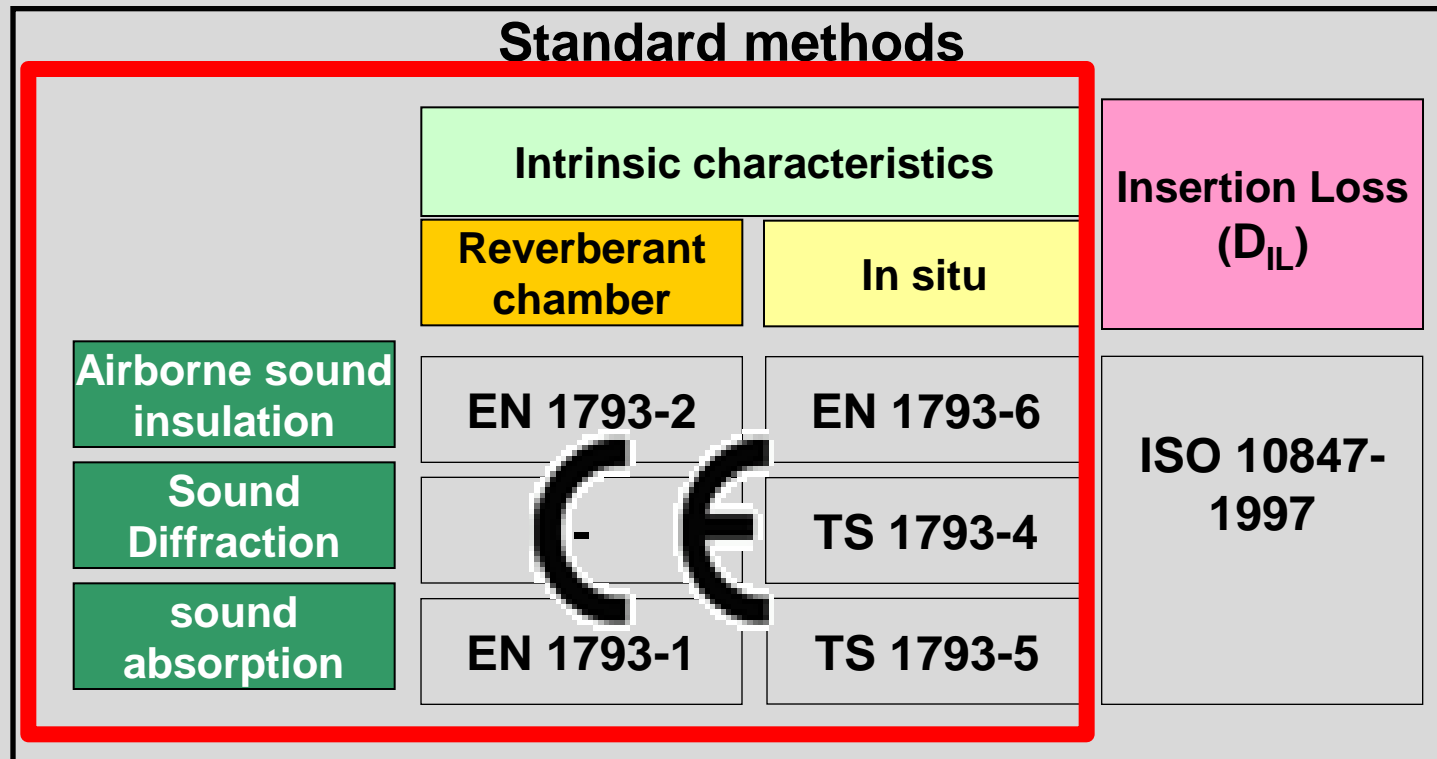 Standard methods
Intrinsic characteristics
Insertion Loss
(D_IL)
Reverberant
chamber
In situ
Airborne sound
insulation
EN 1793-2
EN 1793-6
ISO 10847-
1997
Sound
Diffraction
-
TS 1793-4
sound
absorption
EN 1793-1
TS 1793-5
CE